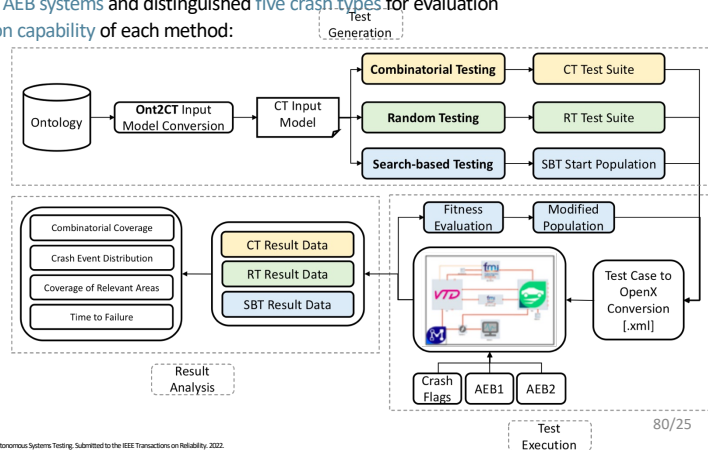 AEB systems and distinguished five crash types for evaluation
on capability of each method:
Test
Generation
Ontology
Ont2CT Input
Model Conversion
CT Input
Model
Combinatorial Testing
CT Test Suite
Random Testing
RT Test Suite
Search-based Testing
SBT Start Population
Fitness
Evaluation
Modified
Population
Combinatorial Coverage
Crash Event Distribution
Coverage of Relevant Areas
Time to Failure
CT Result Data
RT Result Data
SBT Result Data
fmi
VTD
fmi
M
Test Case to
OpenX
Conversion
[.xml]
Crash
Flags
AEB1
AEB2
Result
Analysis
Test
Execution
80/25
tonomous Systems Testing. Submitted to the IEEE Transactions on Reliability. 2022.